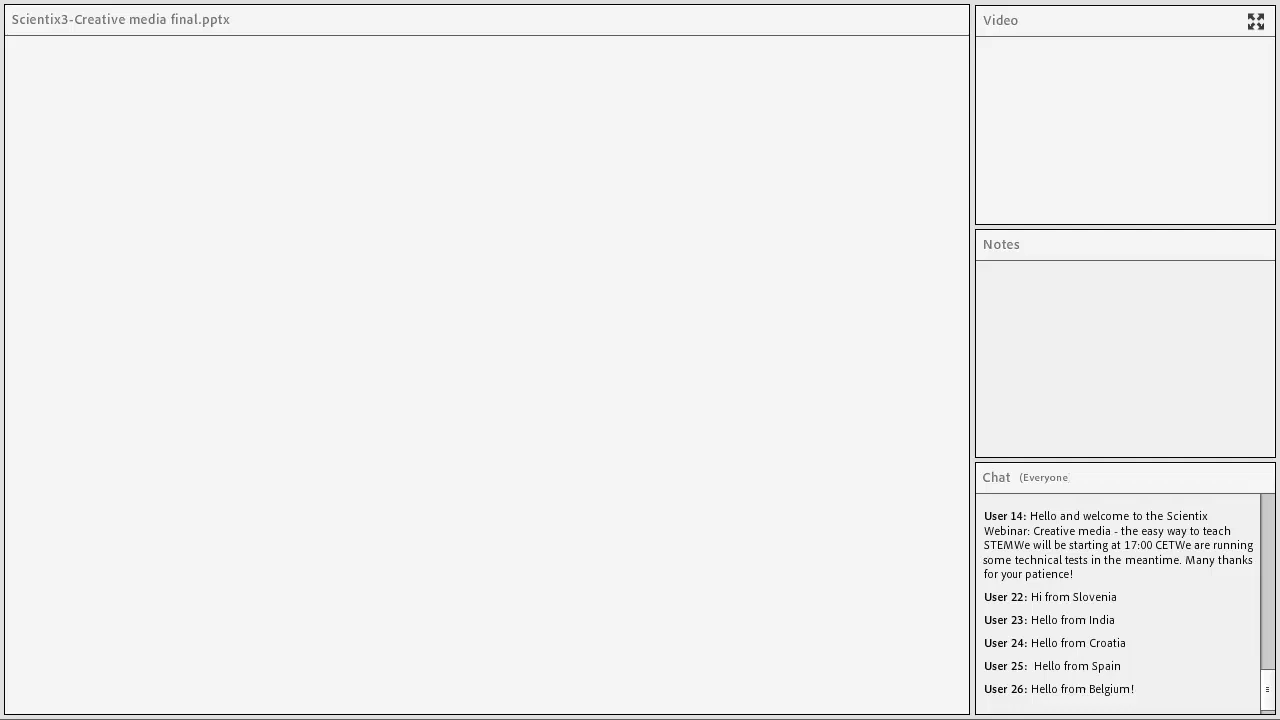 Scientix3-Creative media final.pptx
Video
Notes
Chat (Everyone
User 14: Hello and welcome to the Scientix
Webinar: Creative media - the easy way to teach
STEMWe will be starting at 17:00 CETWe are running
some technical tests in the meantime. Many thanks
for your patience!
User 22: Hi from Slovenia
User 23: Hello from India
User 24: Hello from Croatia
User 25: Hello from Spain
User 26: Hello from Belgium!